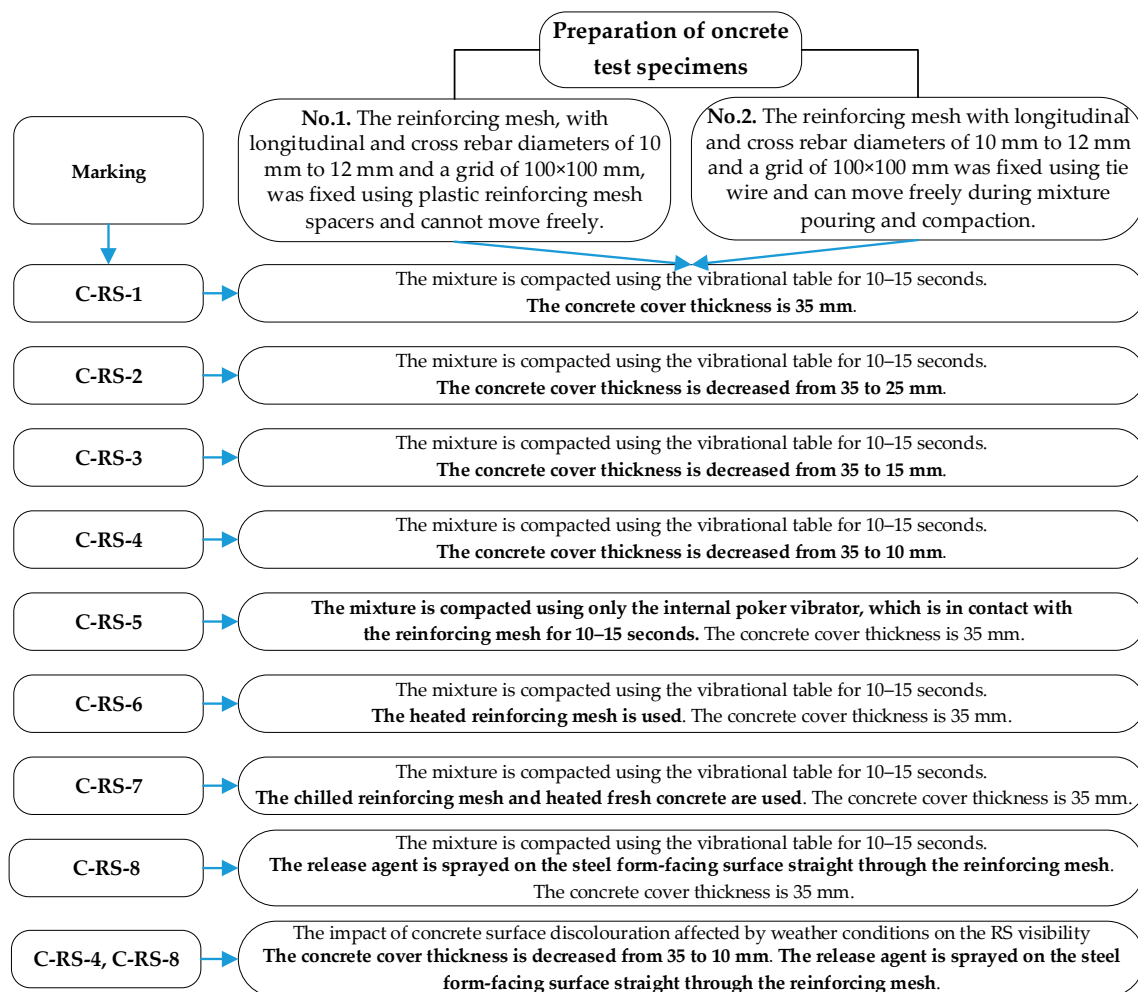 Preparation of oncrete
test specimens
No.1. The reinforcing mesh, with
longitudinal and cross rebar diameters of 10
mm to 12 mm and a grid of 100×100 mm,
was fixed using plastic reinforcing mesh
spacers and cannot move freely.
No.2. The reinforcing mesh with longitudinal
and cross rebar diameters of 10 mm to 12 mm
and a grid of 100×100 mm was fixed using tie
wire and can move freely during mixture
pouring and compaction.
Marking
C-RS-1
The mixture is compacted using the vibrational table for 10–15 seconds.
The concrete cover thickness is 35 mm.
C-RS-2
The mixture is compacted using the vibrational table for 10–15 seconds.
The concrete cover thickness is decreased from 35 to 25 mm.
C-RS-3
The mixture is compacted using the vibrational table for 10–15 seconds.
The concrete cover thickness is decreased from 35 to 15 mm.
C-RS-4
The mixture is compacted using the vibrational table for 10–15 seconds.
The concrete cover thickness is decreased from 35 to 10 mm.
C-RS-5
The mixture is compacted using only the internal poker vibrator, which is in contact with
the reinforcing mesh for 10–15 seconds. The concrete cover thickness is 35 mm.
C-RS-6
The mixture is compacted using the vibrational table for 10–15 seconds.
The heated reinforcing mesh is used. The concrete cover thickness is 35 mm.
C-RS-7
The mixture is compacted using the vibrational table for 10–15 seconds.
The chilled reinforcing mesh and heated fresh concrete are used. The concrete cover thickness is 35 mm.
C-RS-8
The mixture is compacted using the vibrational table for 10–15 seconds.
The release agent is sprayed on the steel form-facing surface straight through the reinforcing mesh.
The concrete cover thickness is 35 mm.
C-RS-4, C-RS-8
The impact of concrete surface discolouration affected by weather conditions on the RS visibility
The concrete cover thickness is decreased from 35 to 10 mm. The release agent is sprayed on the steel
form-facing surface straight through the reinforcing mesh.